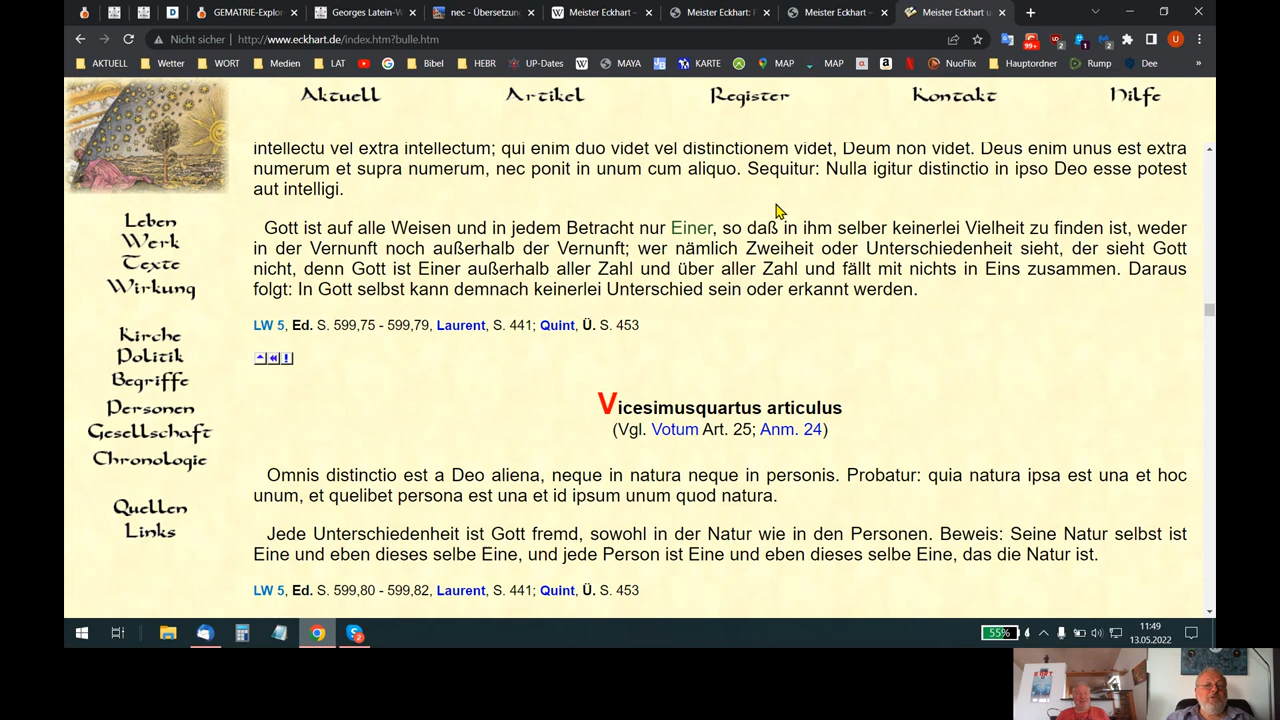 GEMATRIE-Explor
Georges Latein-W
nec - Übersetzun
Meister Eckhart –
Meister Eckhart: P
Meister Eckhart –
Meister Eckhart u
Nicht sicher | http://www.eckhart.de/index.htm?bulle.htm
AKTUELL Wetter WORT Medien LAT Bibel HEBR UP-Dates MAYA KARTE MAP MAP NuoFlix Hauptordner Rump Dee »
Aktuell Artikel Register Kontakt Hilfe
intellectu vel extra intellectum; qui enim duo videt vel distinctionem videt, Deum non videt. Deus enim unus est extra
numerum et supra numerum, nec ponit in unum cum aliquo. Sequitur: Nulla igitur distinctio in ipso Deo esse potest
aut intelligi.
Gott ist auf alle Weisen und in jedem Betracht nur Einer, so daß in ihm selber keinerlei Vielheit zu finden ist, weder
in der Vernunft noch außerhalb der Vernunft; wer nämlich Zweiheit oder Unterschiedenheit sieht, der sieht Gott
nicht, denn Gott ist Einer außerhalb aller Zahl und über aller Zahl und fällt mit nichts in Eins zusammen. Daraus
folgt: In Gott selbst kann demnach keinerlei Unterschied sein oder erkannt werden.
LW 5, Ed. S. 599,75 - 599,79, Laurent, S. 441; Quint, Ü. S. 453
Vicesimusquartus articulus
(Vgl. Votum Art. 25; Anm. 24)
Omnis distinctio est a Deo aliena, neque in natura neque in personis. Probatur: quia natura ipsa est una et hoc
unum, et quelibet persona est una et id ipsum unum quod natura.
Jede Unterschiedenheit ist Gott fremd, sowohl in der Natur wie in den Personen. Beweis: Seine Natur selbst ist
Eine und eben dieses selbe Eine, und jede Person ist Eine und eben dieses selbe Eine, das die Natur ist.
LW 5, Ed. S. 599,80 - 599,82, Laurent, S. 441; Quint, Ü. S. 453
Leben
Werk
Texte
Wirkung
Kirche
Politik
Begriffe
Personen
Gesellschaft
Chronologie
Quellen
Links
55%
11:49
13.05.2022